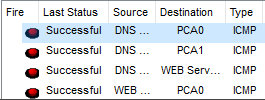 Fire Last Status Source Destination Type
Successful DNS ... PCA0 ICMP
Successful DNS ... PCA1 ICMP
Successful DNS ... WEB Serv... ICMP
Successful WEB ... PCA0 ICMP